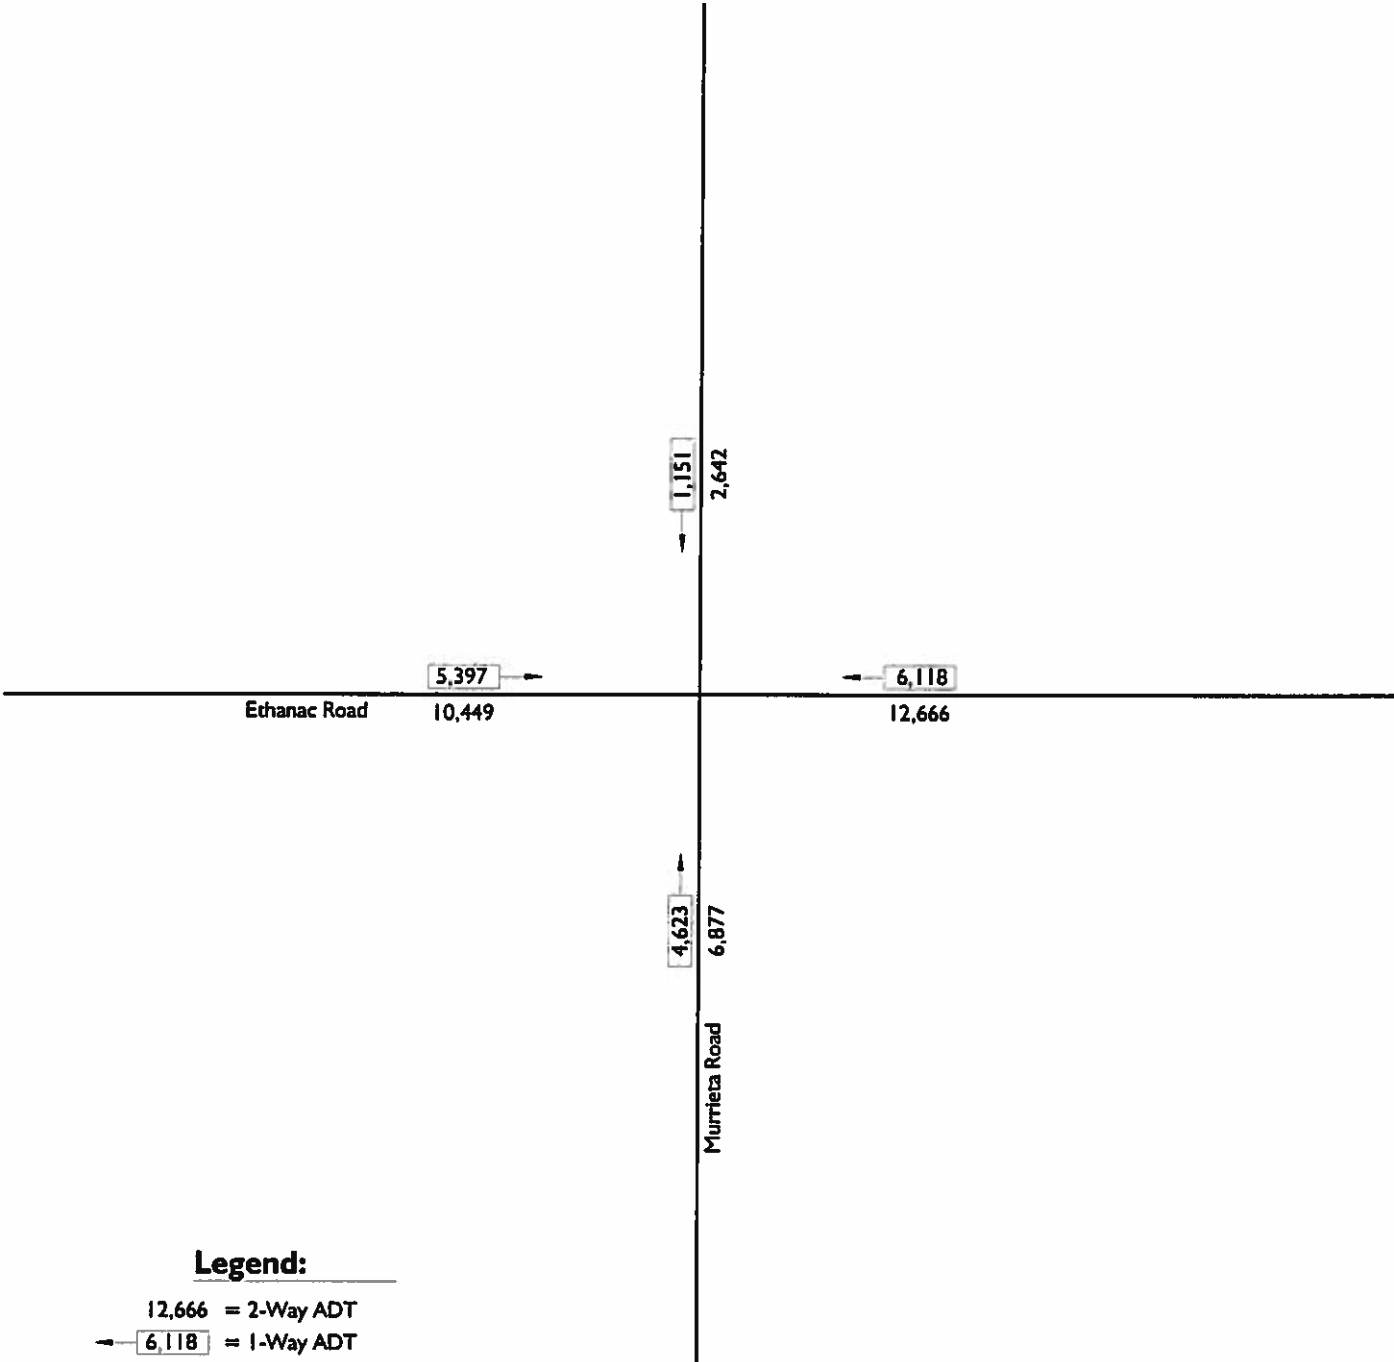 1,151
2,642
5,397
6,118
Ethanac Road
10,449
12,666
4,623
6,877
Murrieta Road
Legend:
12,666 = 2-Way ADT
6,118 = 1-Way ADT